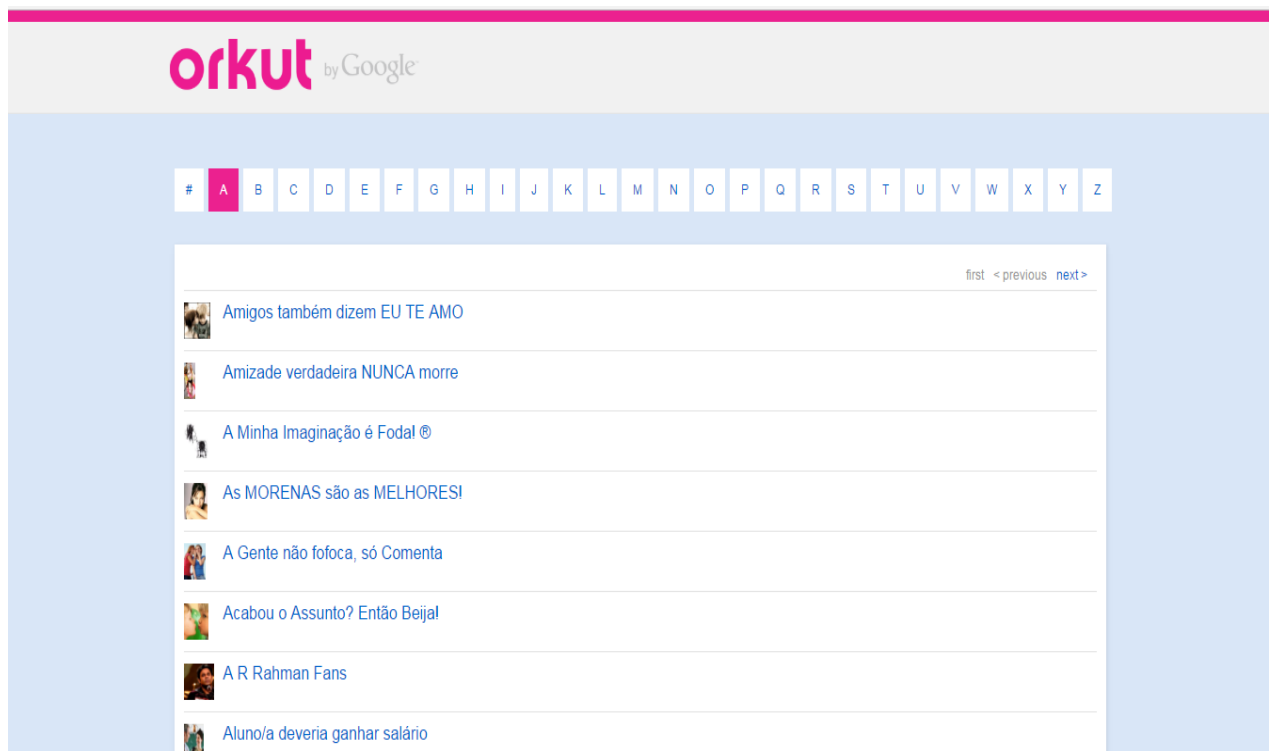 orkut by Google
# A B C D E F G H I J K L M N O P Q R S T U V W X Y Z
first < previous next >
Amigos também dizem EU TE AMO
Amizade verdadeira NUNCA morre
A Minha Imaginação é Foda! ®
As MORENAS são as MELHORES!
A Gente não fofoca, só Comenta
Acabou o Assunto? Então Beija!
A R Rahman Fans
Aluno/a deveria ganhar salário